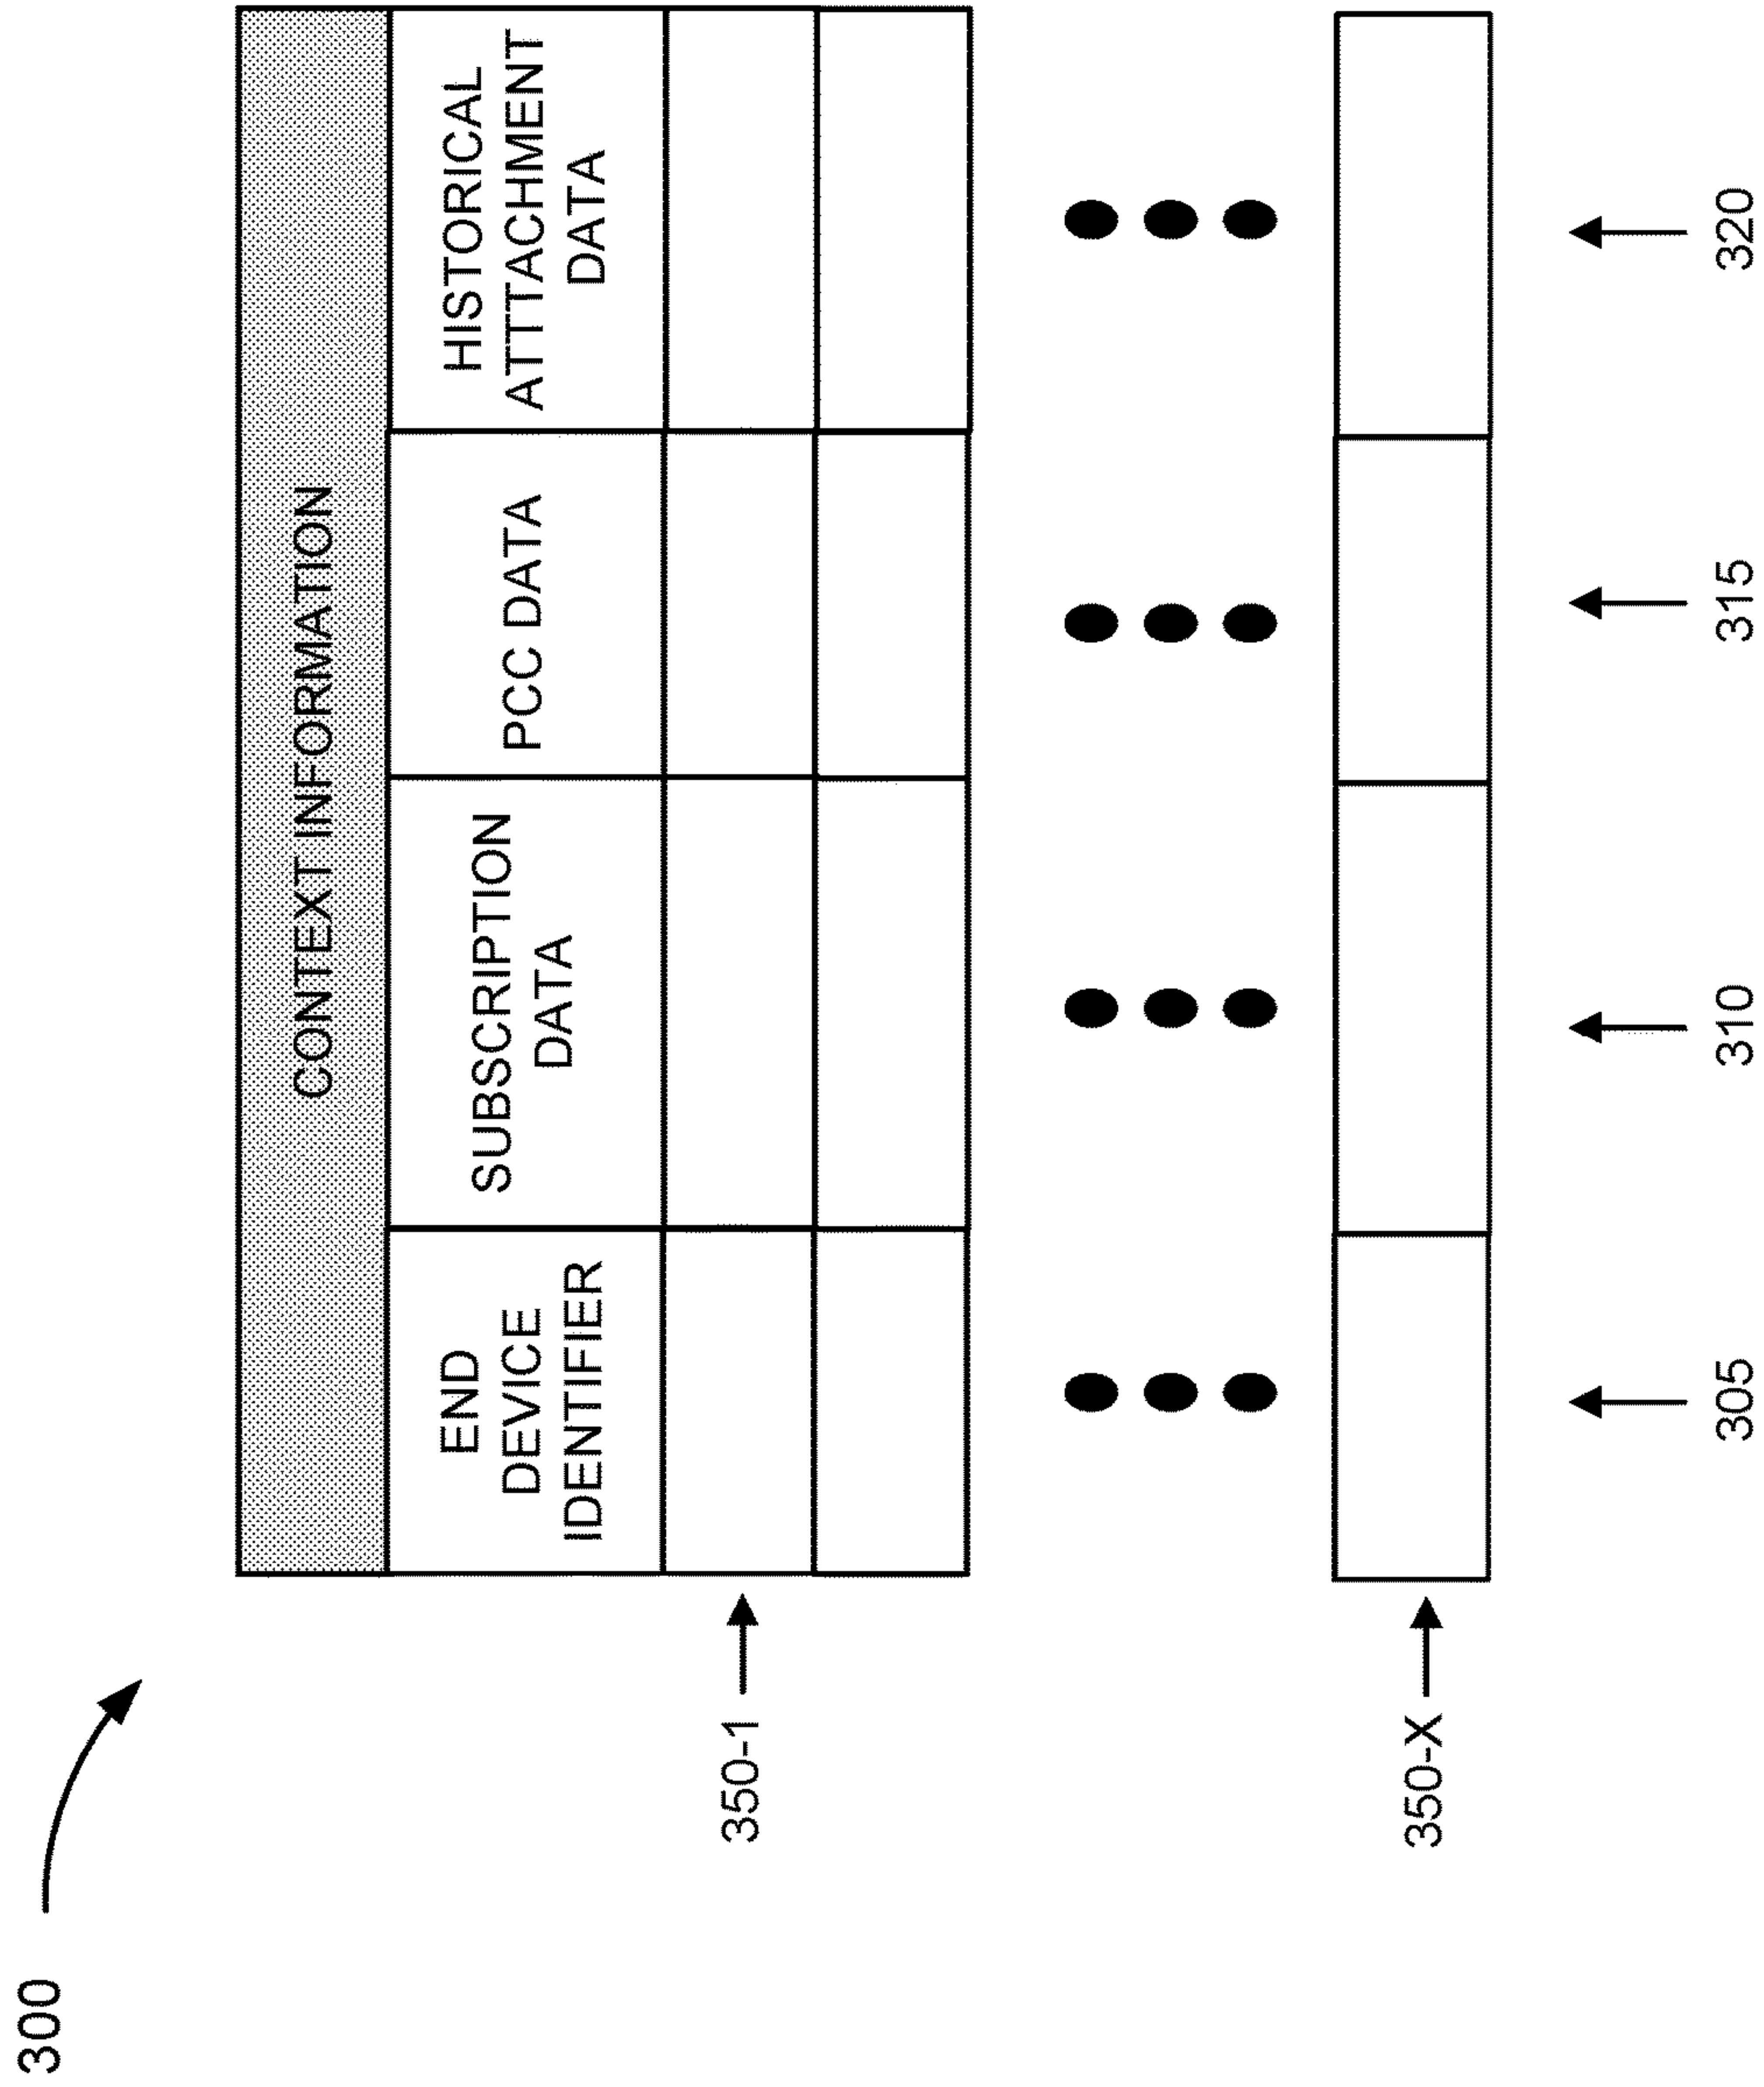 300
CONTEXT INFORMATION
END
DEVICE
IDENTIFIER
SUBSCRIPTION
DATA
PCC DATA
HISTORICAL
ATTTACHMENT
DATA
350-1
350-X
305
310
315
320